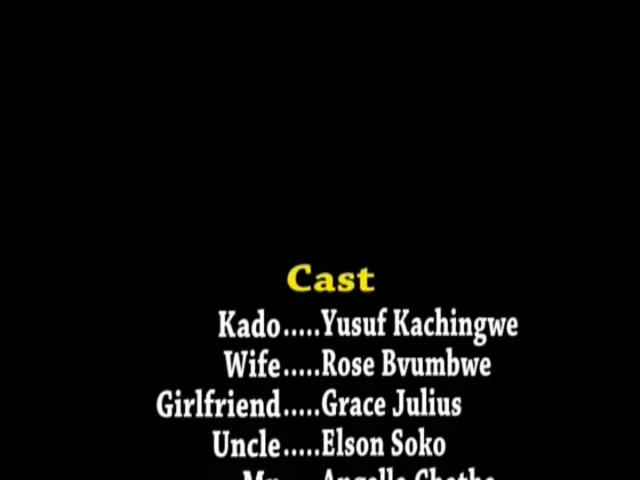 Cast
Kado.....Yusuf Kachingwe
Wife.....Rose Bvumbwe
Girlfriend.....Grace Julius
Uncle.....Elson Soko